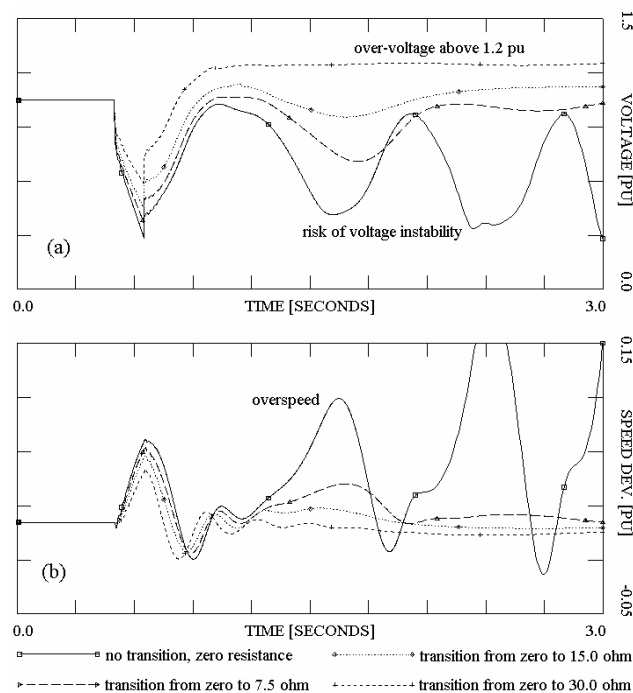 1.5
over-voltage above 1.2 pu
VOLTAGE [PU]
risk of voltage instability
(a)
0.0
0.0
TIME [SECONDS]
3.0
0.15
overspeed
SPEED DEV. [PU]
(b)
-0.05
0.0
TIME [SECONDS]
3.0
no transition, zero resistance
transition from zero to 15.0 ohm
transition from zero to 7.5 ohm
transition from zero to 30.0 ohm